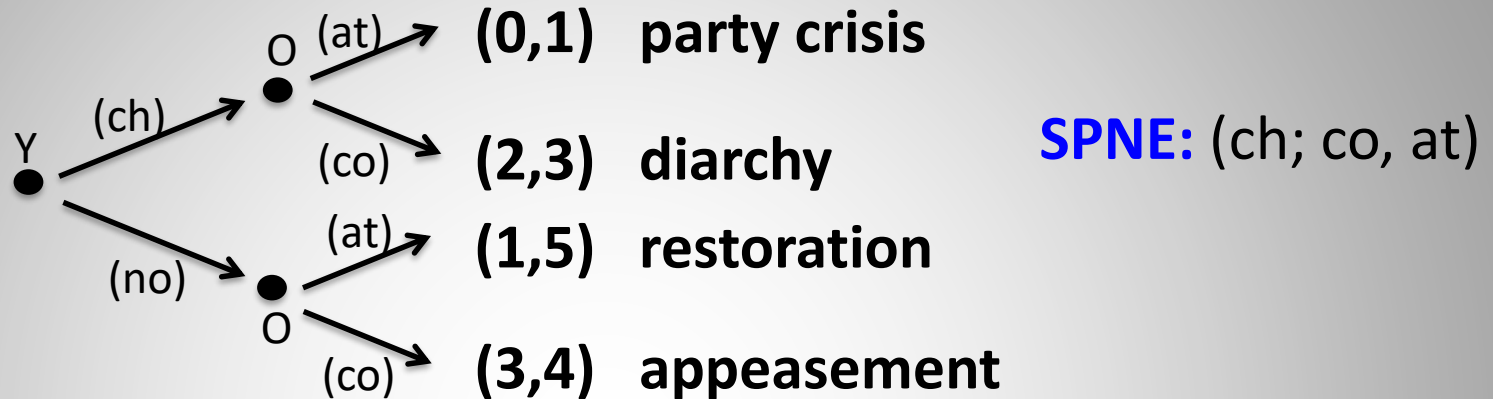 O (at) (0,1) party crisis
(ch)
Y
(co) (2,3) diarchy
SPNE: (ch; co, at)
(at) (1,5) restoration
(no)
O
(co) (3,4) appeasement